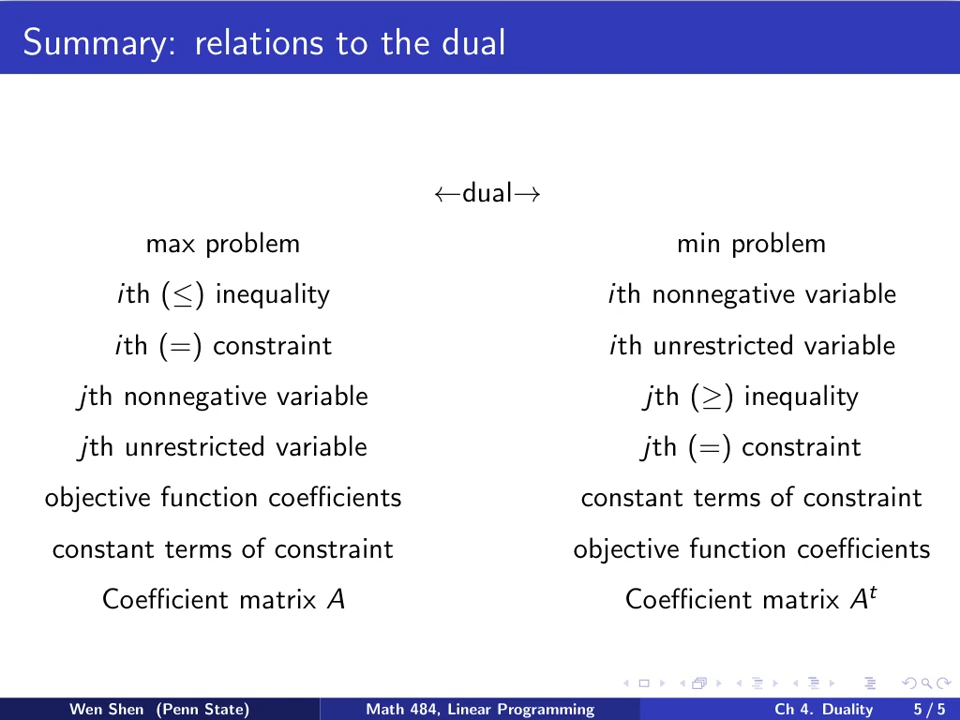 Summary: relations to the dual
←dual→
max problem min problem
ith (≤) inequality ith nonnegative variable
ith (=) constraint ith unrestricted variable
jth nonnegative variable jth (≥) inequality
jth unrestricted variable jth (=) constraint
objective function coefficients constant terms of constraint
constant terms of constraint objective function coefficients
Coefficient matrix A Coefficient matrix Aᵗ
Wen Shen (Penn State) Math 484, Linear Programming Ch 4. Duality 5 / 5